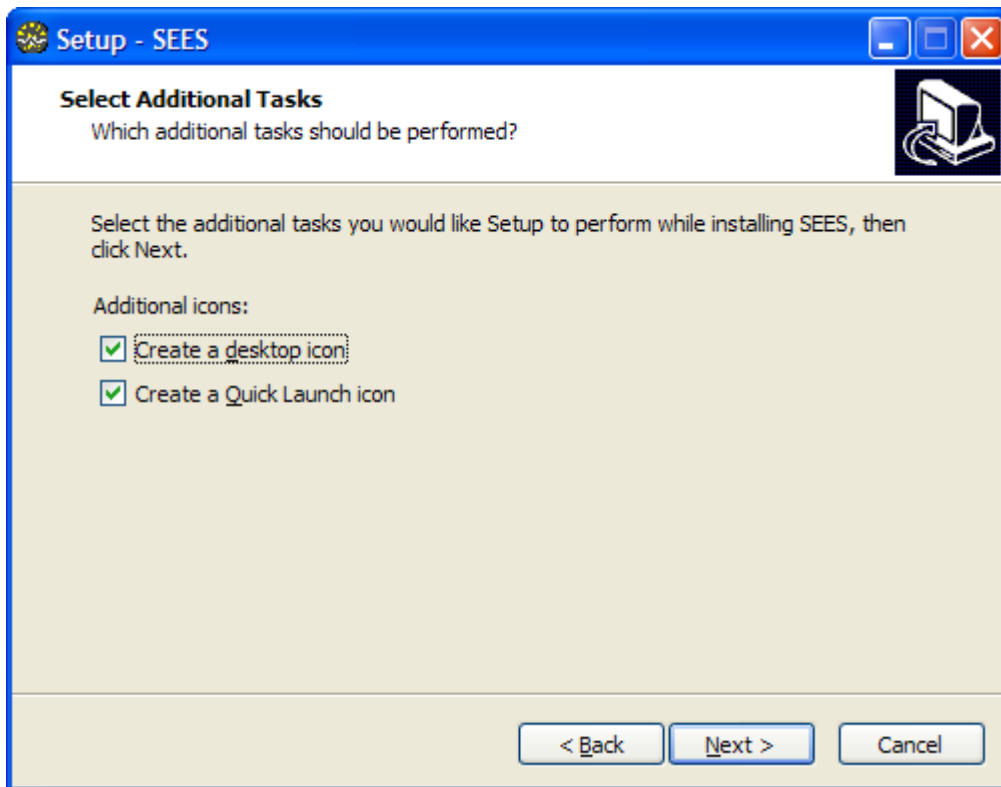 Setup - SEES
Select Additional Tasks
Which additional tasks should be performed?
Select the additional tasks you would like Setup to perform while installing SEES, then
click Next.
Additional icons:
Create a desktop icon
Create a Quick Launch icon
< Back
Next >
Cancel